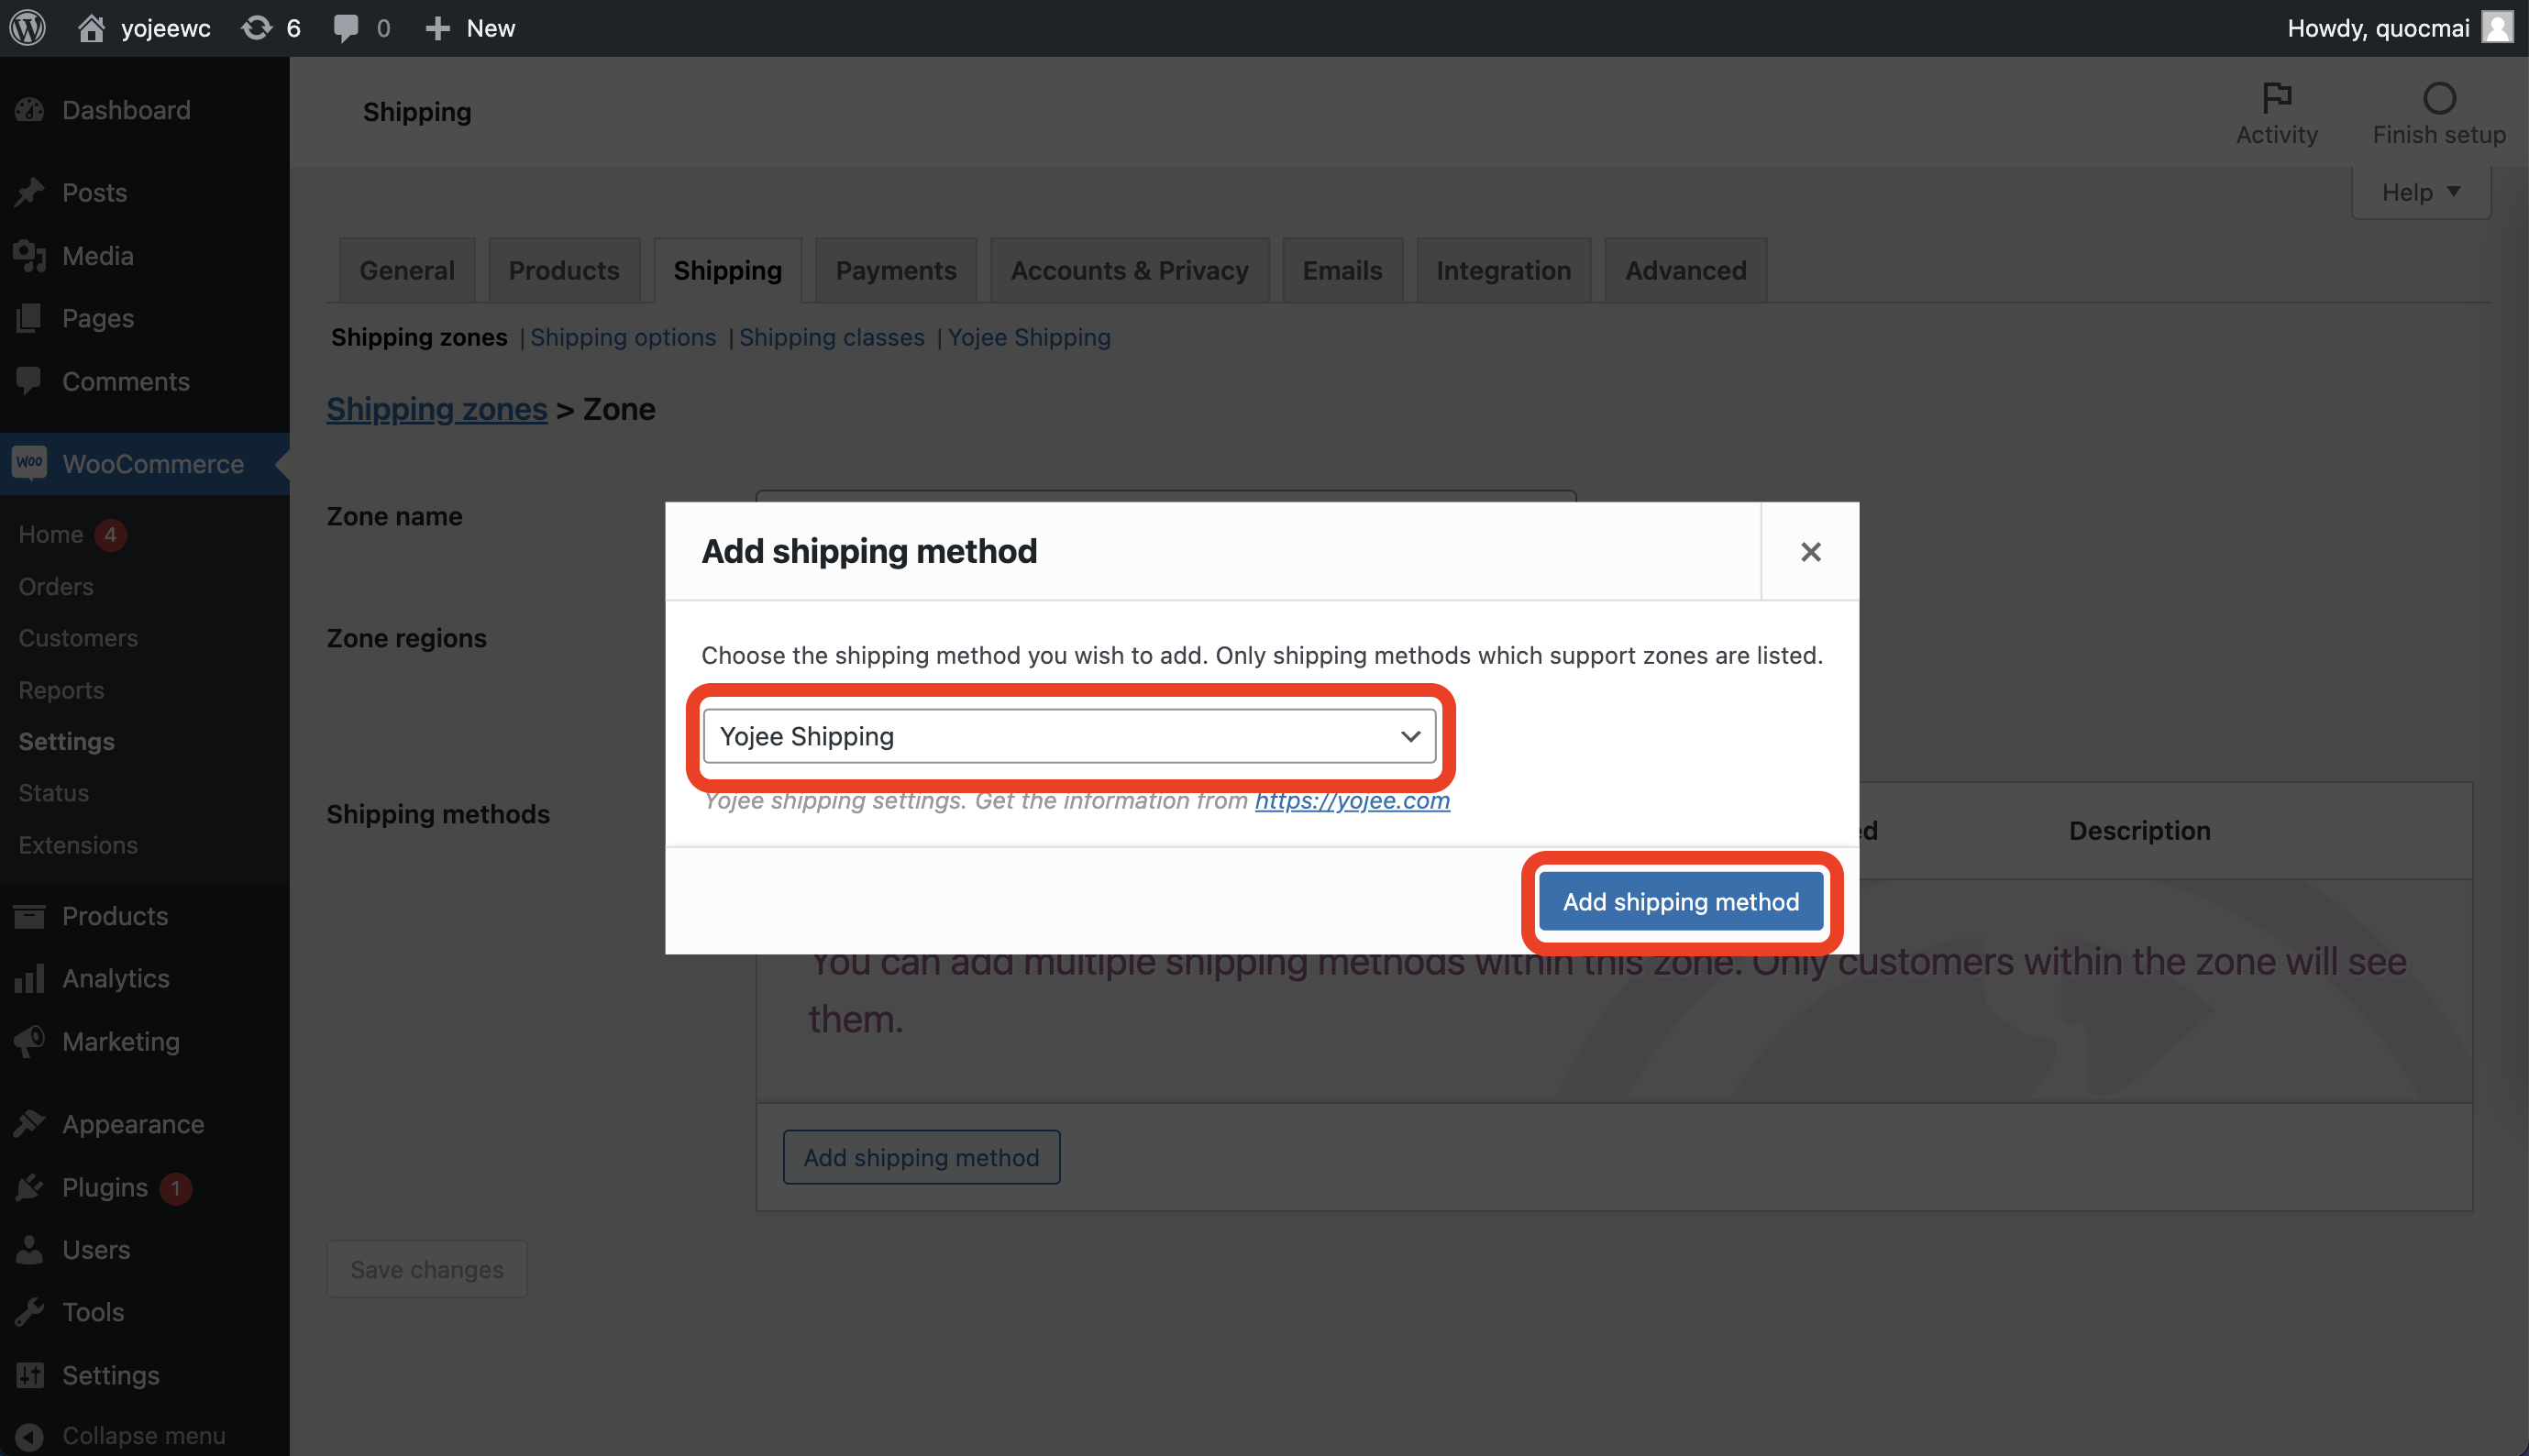 yojeewc 6 0 New Howdy, quocmai
Dashboard
Posts
Media
Pages
Comments
WOO WooCommerce
Home 4
Orders
Customers
Reports
Settings
Status
Extensions
Products
Analytics
Marketing
Appearance
Plugins 1
Users
Tools
Settings
Collapse menu
Shipping
Activity
Finish setup
Help
General Products Shipping Payments Accounts & Privacy Emails Integration Advanced
Shipping zones | Shipping options | Shipping classes | Yojee Shipping
Shipping zones > Zone
Zone name
Zone regions
Shipping methods
Add shipping method
Choose the shipping method you wish to add. Only shipping methods which support zones are listed.
Yojee Shipping
Yojee shipping settings. Get the information from https://yojee.com
Add shipping method
Description
You can add multiple shipping methods within this zone. Only customers within the zone will see
them.
Add shipping method
Save changes